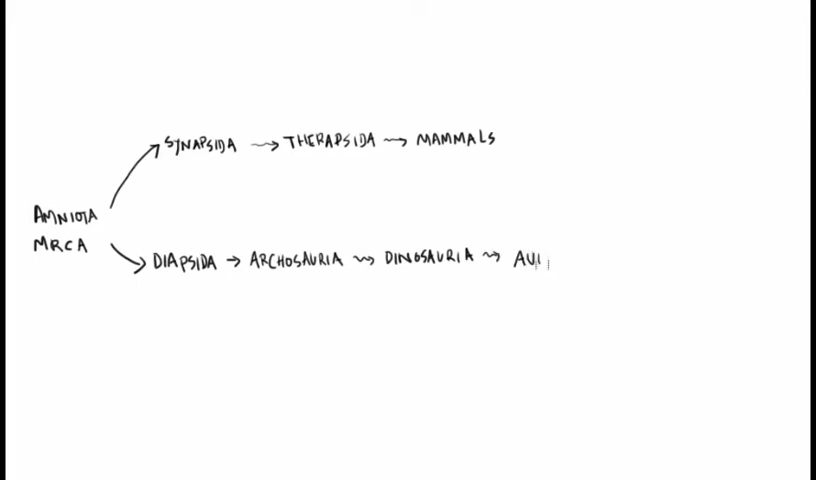 SYNAPSIDA → THERAPSIDA → MAMMALS
AMNIOTA
MRCA
DIAPSIDA → ARCHOSAURIA → DINOSAURIA →